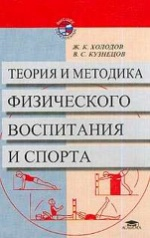 Ж. К. ХОЛОДОВ
В. С. КУЗНЕЦОВ
ТЕОРИЯ И МЕТОДИКА
ФИЗИЧЕСКОГО
ВОСПИТАНИЯ
И СПОРТА